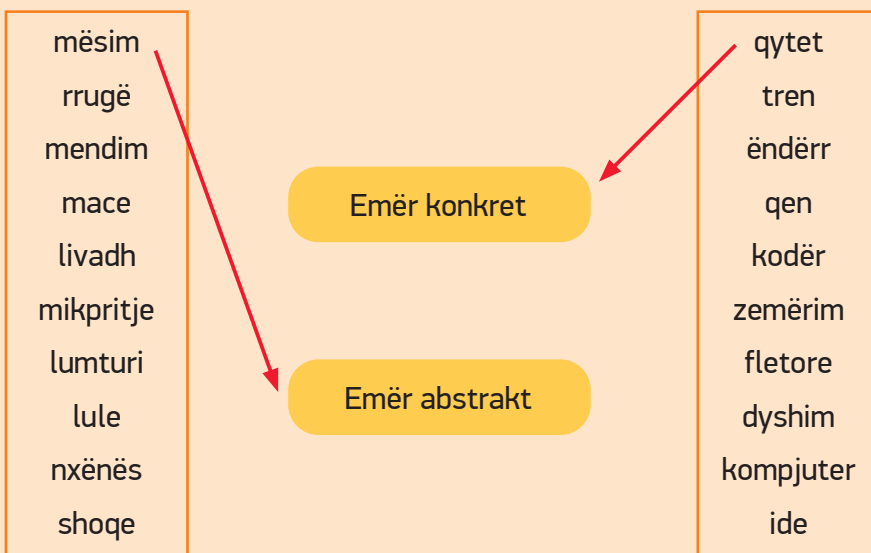 mësim
rrugë
mendim
mace
livadh
mikpritje
lumturi
lule
nxënës
shoqe
Emër konkret
Emër abstrakt
qytet
tren
ëndërr
qen
kodër
zemërim
fletore
dyshim
kompjuter
ide